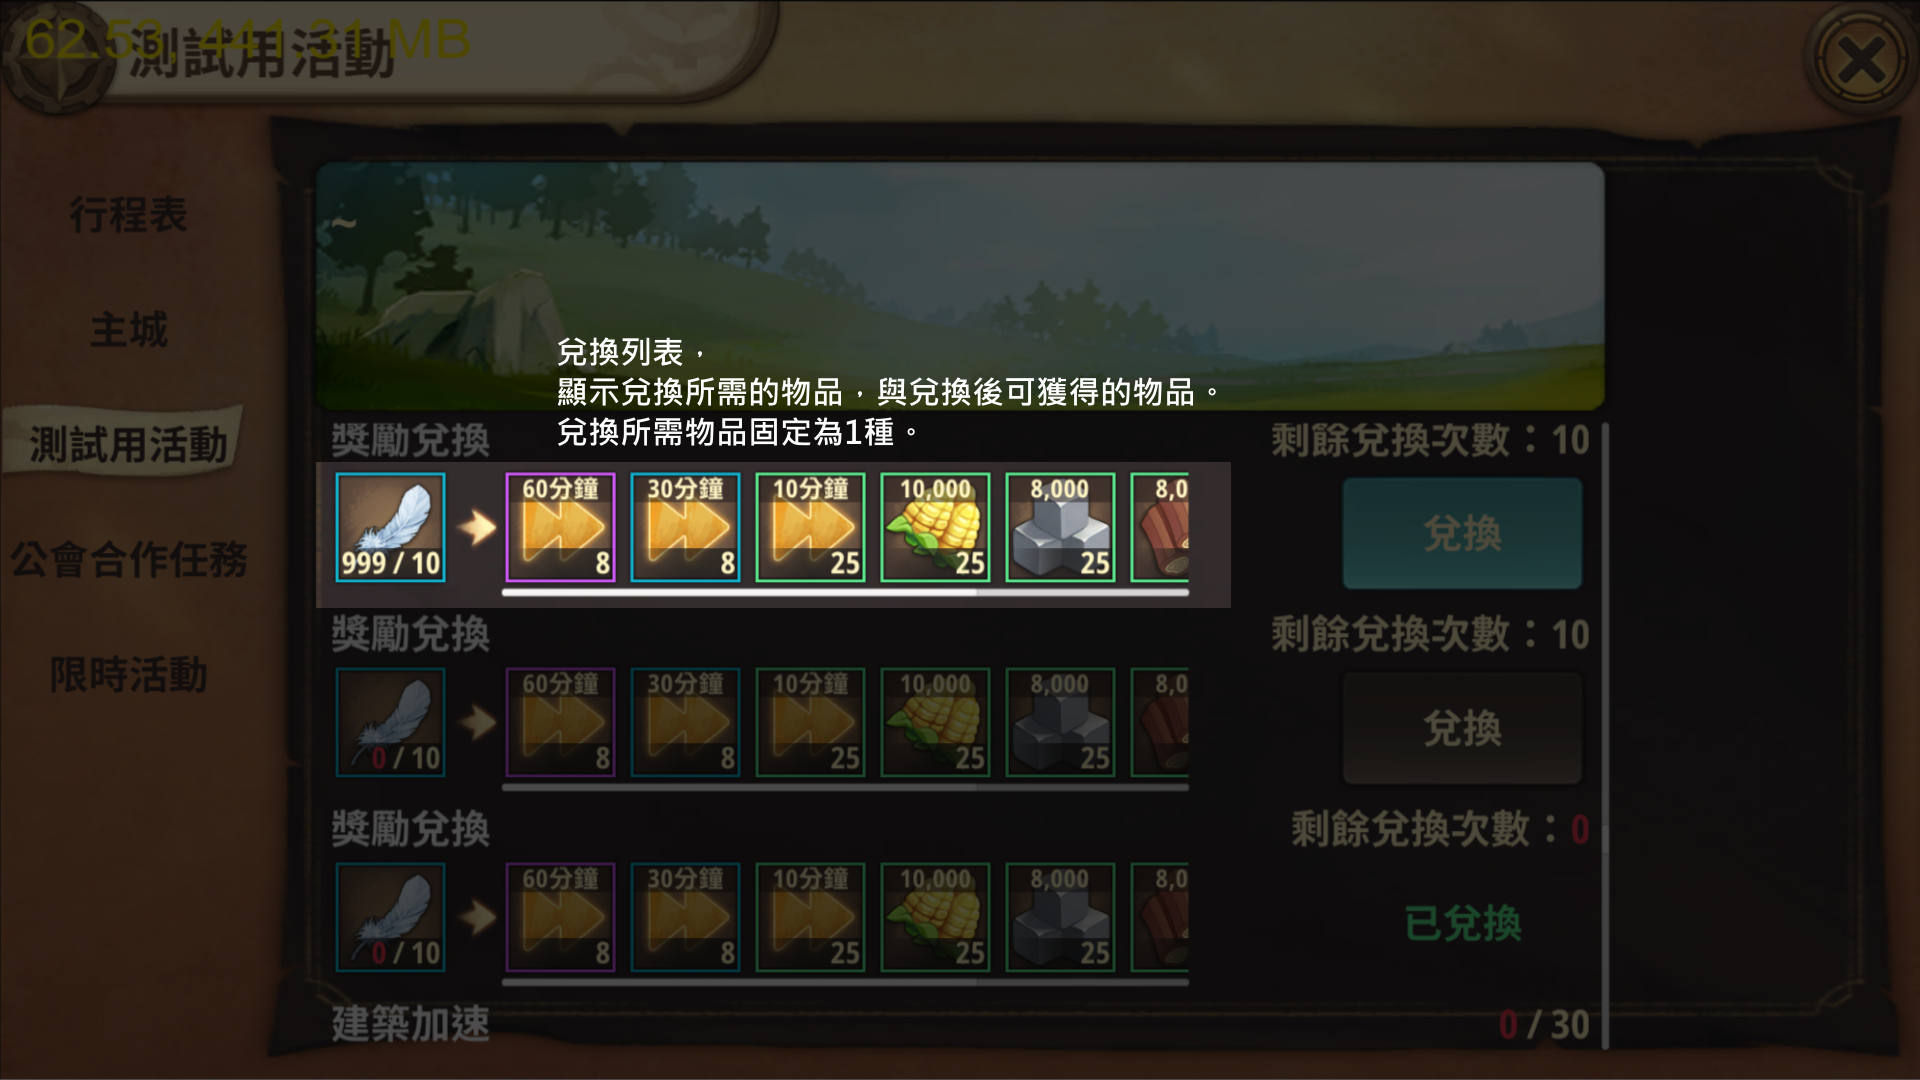 62.53, 441.31 MB
測試用活動
行程表
主城
測試用活動
公會合作任務
限時活動
~
兌換列表，
顯示兌換所需的物品，與兌換後可獲得的物品。
兌換所需物品固定為1種。
獎勵兌換
剩餘兌換次數：10
999 / 10
60分鐘
8
30分鐘
8
10分鐘
25
10,000
25
8,000
25
8,0
兌換
獎勵兌換
剩餘兌換次數：10
0 / 10
60分鐘
8
30分鐘
8
10分鐘
25
10,000
25
8,000
25
8,0
兌換
獎勵兌換
剩餘兌換次數：0
0 / 10
60分鐘
8
30分鐘
8
10分鐘
25
10,000
25
8,000
25
8,0
已兌換
建築加速
0 / 30